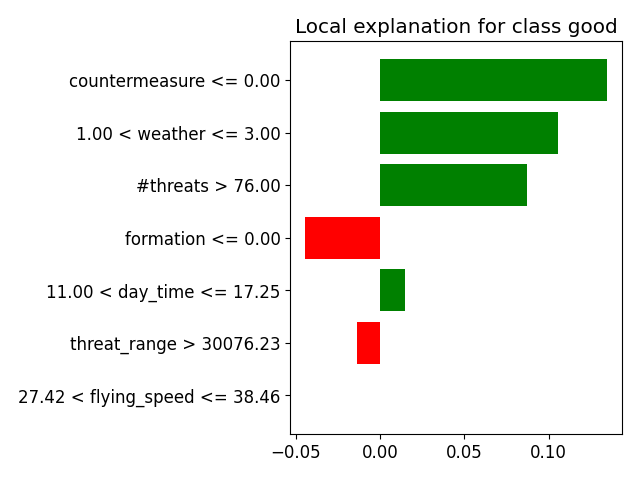 Local explanation for class good
countermeasure <= 0.00
1.00 < weather <= 3.00
#threats > 76.00
formation <= 0.00
11.00 < day_time <= 17.25
threat_range > 30076.23
27.42 < flying_speed <= 38.46
−0.05 0.00 0.05 0.10